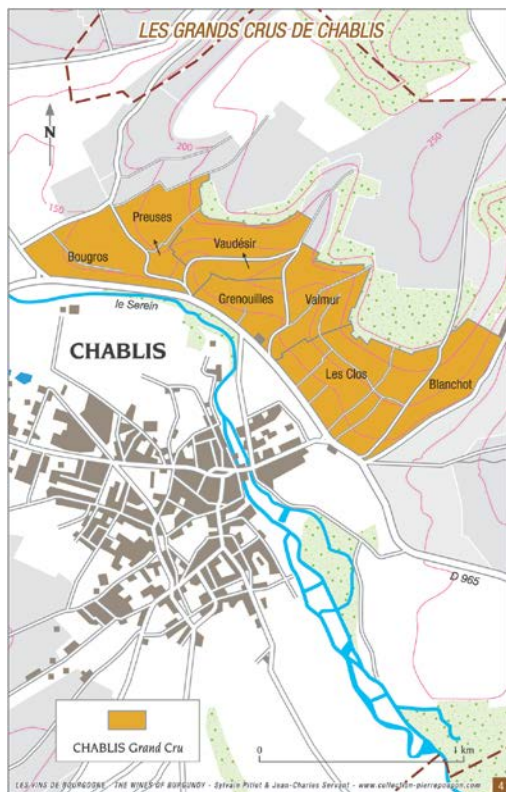 LES GRANDS CRUS DE CHABLIS
N
200
250
150
Preuses
Vaudésir
Bougros
Grenouilles
Valmur
le Serein
CHABLIS
Les Clos
Blanchot
D 965
CHABLIS Grand Cru
0
1 km
LES VINS DE BOURGOGNE - THE WINES OF BURGUNDY - Sylvain Pitiot & Jean-Charles Servant - www.collection-pierrepoupon.com
4